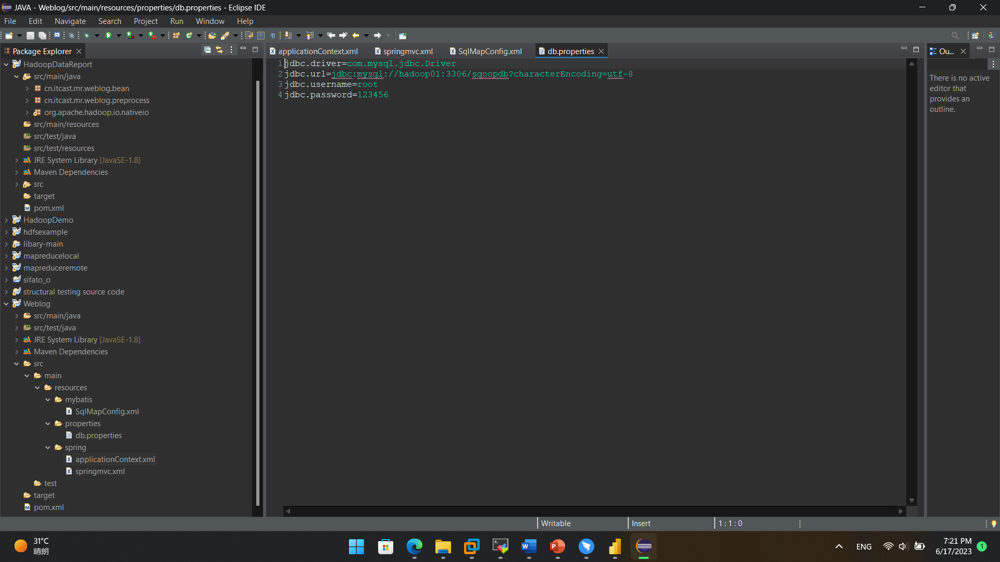 JAVA - Weblog/src/main/resources/properties/db.properties - Eclipse IDE
File Edit Navigate Search Project Run Window Help
Package Explorer
HadoopDataReport
src/main/java
cn.itcast.mr.weblog.bean
cn.itcast.mr.weblog.preprocess
org.apache.hadoop.io.nativeio
src/main/resources
src/test/java
src/test/resources
JRE System Library [JavaSE-1.8]
Maven Dependencies
src
target
pom.xml
HadoopDemo
hdfsexample
libary-main
mapreducelocal
mapreduceremote
sifato_o
structural testing source code
Weblog
src/main/java
src/test/java
JRE System Library [JavaSE-1.8]
Maven Dependencies
src
main
resources
mybatis
SqlMapConfig.xml
properties
db.properties
spring
applicationContext.xml
springmvc.xml
test
target
pom.xml
applicationContext.xml springmvc.xml SqlMapConfig.xml db.properties
1 jdbc.driver=com.mysql.jdbc.Driver
2 jdbc.url=jdbc:mysql://hadoop01:3306/sqoopdb?characterEncoding=utf-8
3 jdbc.username=root
4 jdbc.password=123456
Ou...
There is no active
editor that
provides an
outline.
Writable Insert 1 : 1 : 0
31°C
晴朗
ENG
7:21 PM
6/17/2023
1